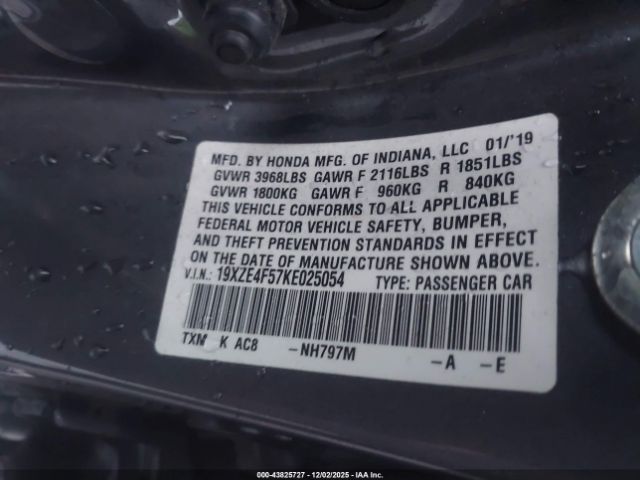 MFD. BY HONDA MFG. OF INDIANA, LLC 01/'19
GVWR 3968LBS GAWR F 2116LBS R 1851LBS
GVWR 1800KG GAWR F 960KG R 840KG
THIS VEHICLE CONFORMS TO ALL APPLICABLE
FEDERAL MOTOR VEHICLE SAFETY, BUMPER,
AND THEFT PREVENTION STANDARDS IN EFFECT
ON THE DATE OF MANUFACTURE SHOWN ABOVE.
V.I.N.: 19XZE4F57KE025054 TYPE: PASSENGER CAR
TXM K AC8 -NH797M -A -E
000-43825727 - 12/02/2025 - IAAI.COM